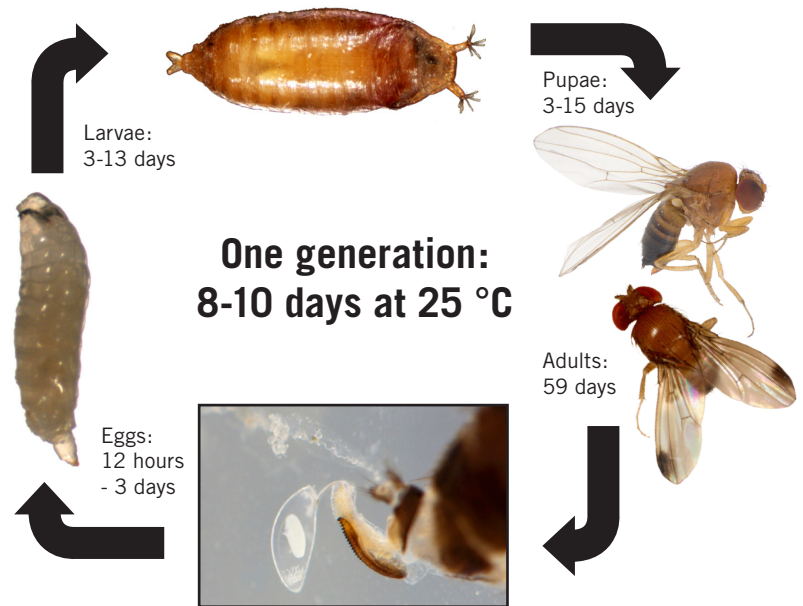 Pupae:
3-15 days
Larvae:
3-13 days
One generation:
8-10 days at 25 °C
Adults:
59 days
Eggs:
12 hours
- 3 days